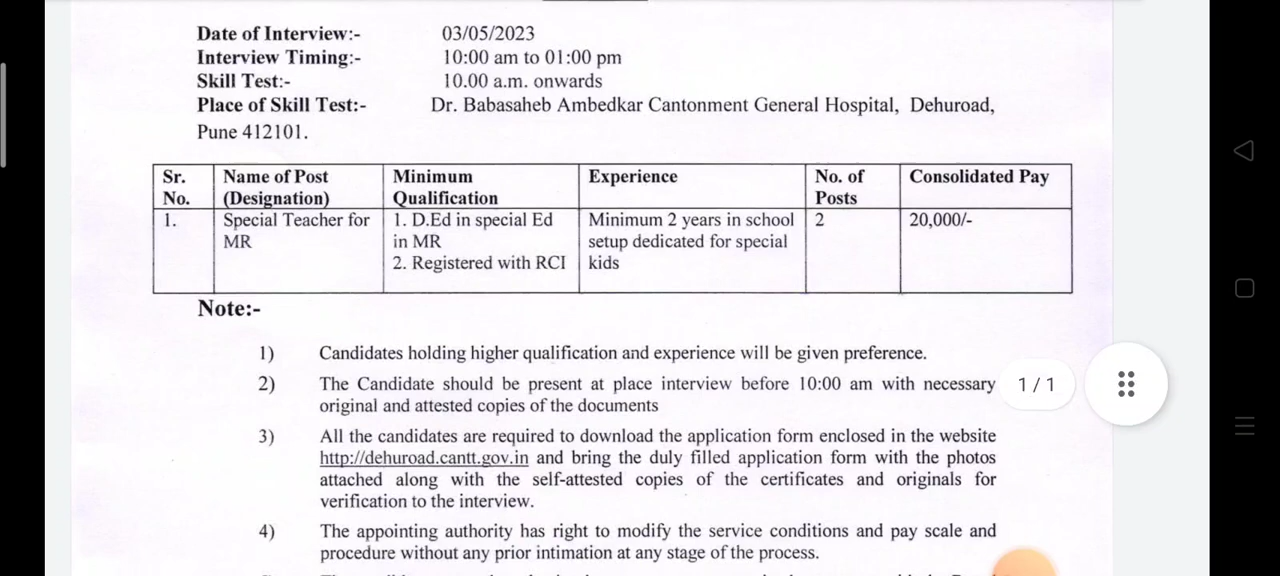 Date of Interview:- 03/05/2023
Interview Timing:- 10:00 am to 01:00 pm
Skill Test:- 10.00 a.m. onwards
Place of Skill Test:- Dr. Babasaheb Ambedkar Cantonment General Hospital, Dehuroad,
Pune 412101.
Sr. No. Name of Post (Designation) Minimum Qualification Experience No. of Posts Consolidated Pay
1. Special Teacher for MR 1. D.Ed in special Ed in MR 2. Registered with RCI Minimum 2 years in school setup dedicated for special kids 2 20,000/-
Note:-
1) Candidates holding higher qualification and experience will be given preference.
2) The Candidate should be present at place interview before 10:00 am with necessary
original and attested copies of the documents
1 / 1
3) All the candidates are required to download the application form enclosed in the website
http://dehuroad.cantt.gov.in and bring the duly filled application form with the photos
attached along with the self-attested copies of the certificates and originals for
verification to the interview.
4) The appointing authority has right to modify the service conditions and pay scale and
procedure without any prior intimation at any stage of the process.